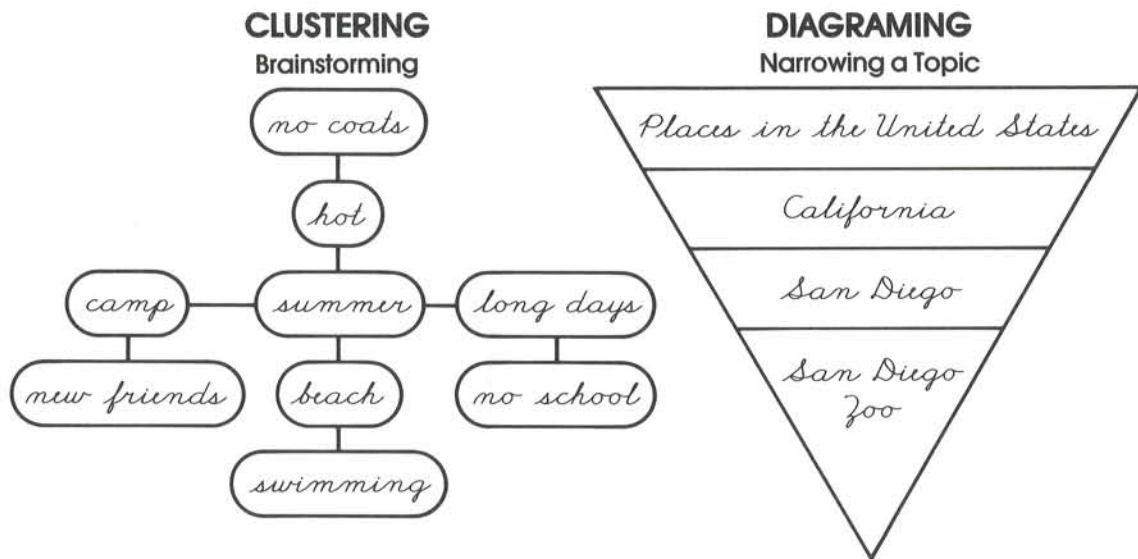 CLUSTERING
Brainstorming
no coats
hot
camp
summer
long days
new friends
beach
no school
swimming
DIAGRAMING
Narrowing a Topic
Places in the United States
California
San Diego
San Diego
Zoo